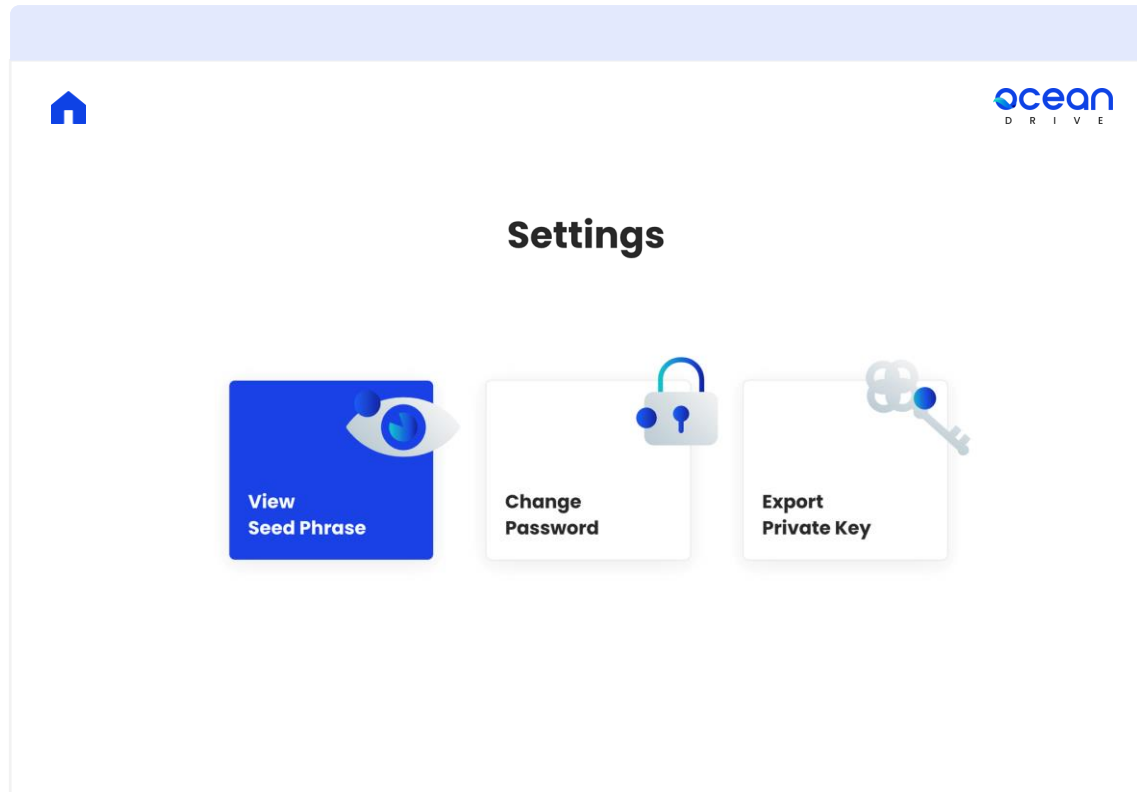 ocean
DRIVE
Settings
View
Seed Phrase
Change
Password
Export
Private Key